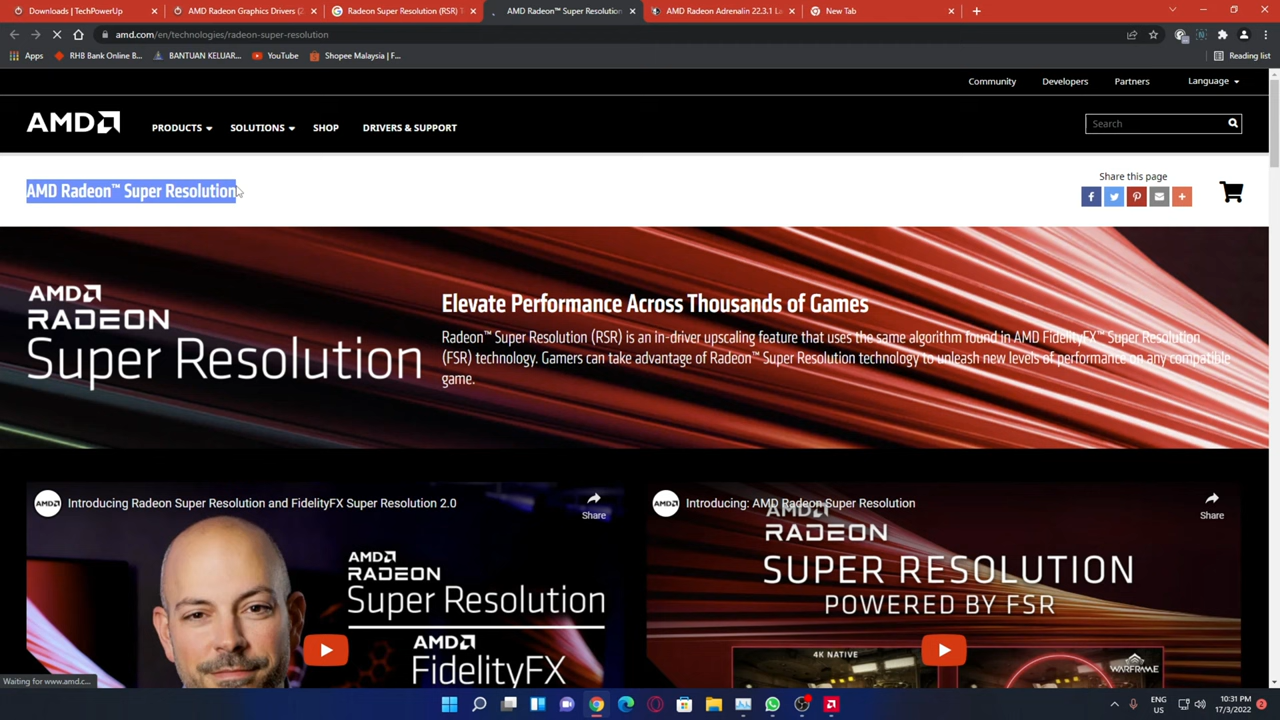 Downloads | TechPowerUp
AMD Radeon Graphics Drivers (2
Radeon Super Resolution (RSR) T
AMD Radeon™ Super Resolution
AMD Radeon Adrenalin 22.3.1 La
New Tab
amd.com/en/technologies/radeon-super-resolution
Apps
RHB Bank Online B...
BANTUAN KELUAR...
YouTube
Shopee Malaysia | F...
Reading list
Community
Developers
Partners
Language
AMD
PRODUCTS
SOLUTIONS
SHOP
DRIVERS & SUPPORT
Search
AMD Radeon™ Super Resolution
Share this page
AMD
RADEON
Super Resolution
Elevate Performance Across Thousands of Games
Radeon™ Super Resolution (RSR) is an in-driver upscaling feature that uses the same algorithm found in AMD FidelityFX™ Super Resolution
(FSR) technology. Gamers can take advantage of Radeon™ Super Resolution technology to unleash new levels of performance on any compatible
game.
AMD
Introducing Radeon Super Resolution and FidelityFX Super Resolution 2.0
Share
AMD
RADEON
Super Resolution
AMD
FidelityFX
AMD
Introducing: AMD Radeon Super Resolution
Share
AMD
RADEON
SUPER RESOLUTION
POWERED BY FSR
4K NATIVE
WARFRAME
Waiting for www.amd.c...
ENG
US
10:31 PM
17/3/2022
2